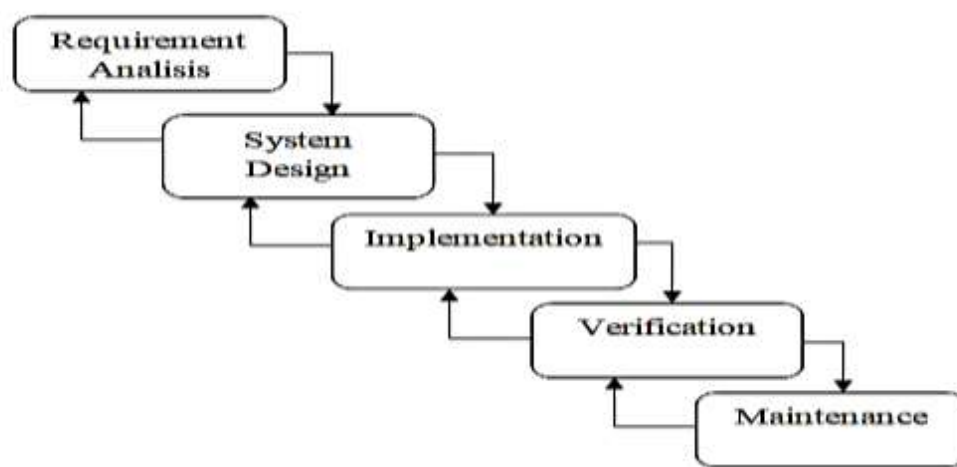 Requirement
Analisis
System
Design
Implementation
Verification
Maintenance